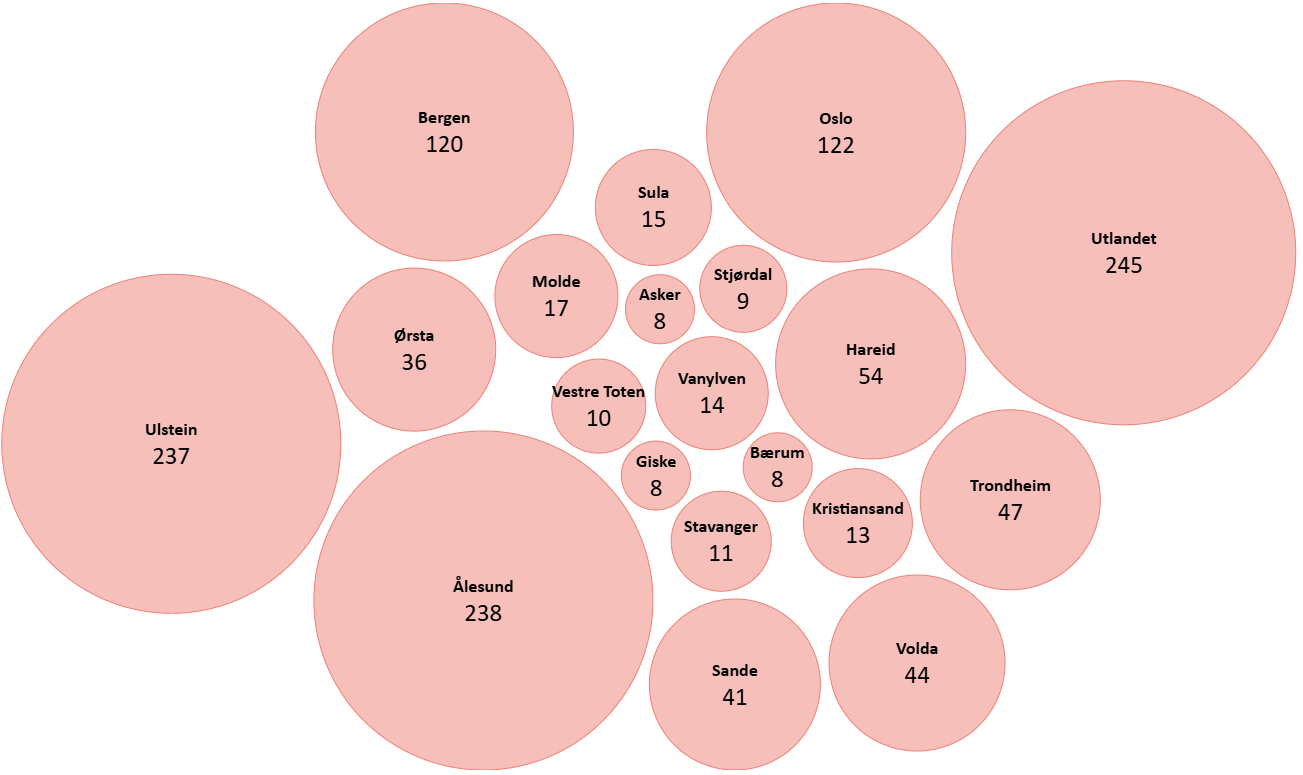 Bergen
120
Oslo
122
Sula
15
Utlandet
245
Stjørdal
9
Molde
17
Asker
8
Ørsta
36
Hareid
54
Vanylven
14
Vestre Toten
10
Ulstein
237
Bærum
8
Giske
8
Trondheim
47
Kristiansand
13
Stavanger
11
Ålesund
238
Volda
44
Sande
41